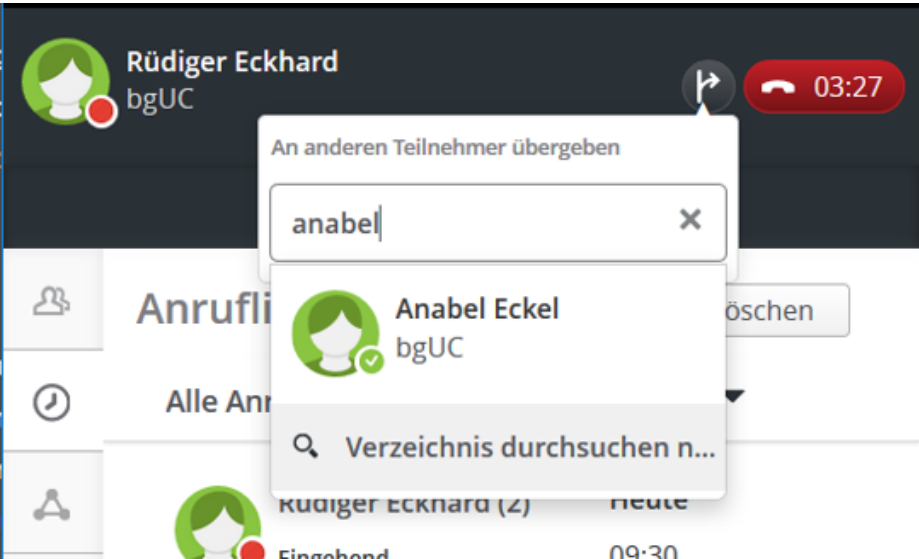 Rüdiger Eckhard
bgUC
03:27
An anderen Teilnehmer übergeben
anabel
Anrufli
öschen
Anabel Eckel
bgUC
Alle Anr
Verzeichnis durchsuchen n...
Rüdiger Eckhard (2)
Heute
Eingehend
09:30